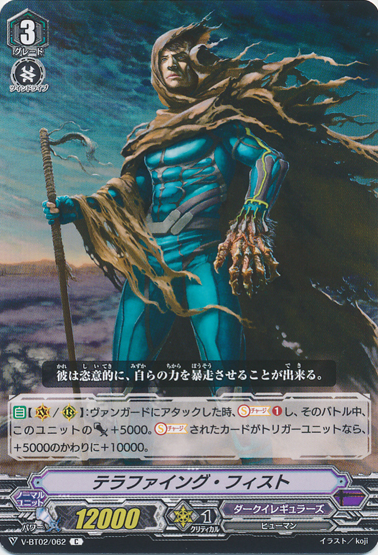 3
グレード
ツインドライブ
彼は恣意的に、自らの力を暴走させることが出来る。
かれ しいてき みずか ちから ぼうそう でき
自【V/R】:ヴァンガードにアタックした時、Sチャージ1し、そのバトル中、
このユニットの+5000。Sチャージされたカードがトリガーユニットなら、
+5000のかわりに+10000。
ノーマル
ユニット
テラファイング・フィスト
ダークイレギュラーズ
ヒューマン
パワー
12000
1
クリティカル
V-BT02/062 C
イラスト/koji